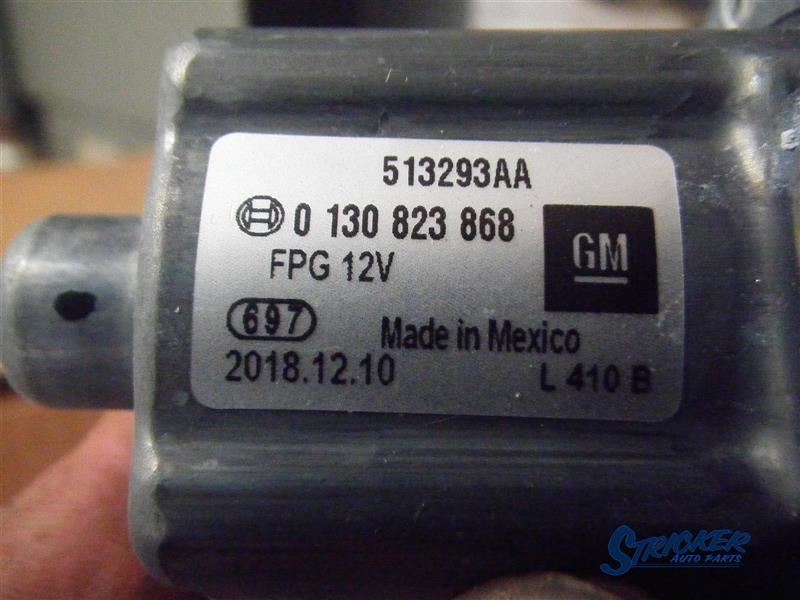 513293AA
0 130 823 868
GM
FPG 12V
697
Made in Mexico
2018.12.10
L 410 B
STRICKER
AUTO PARTS